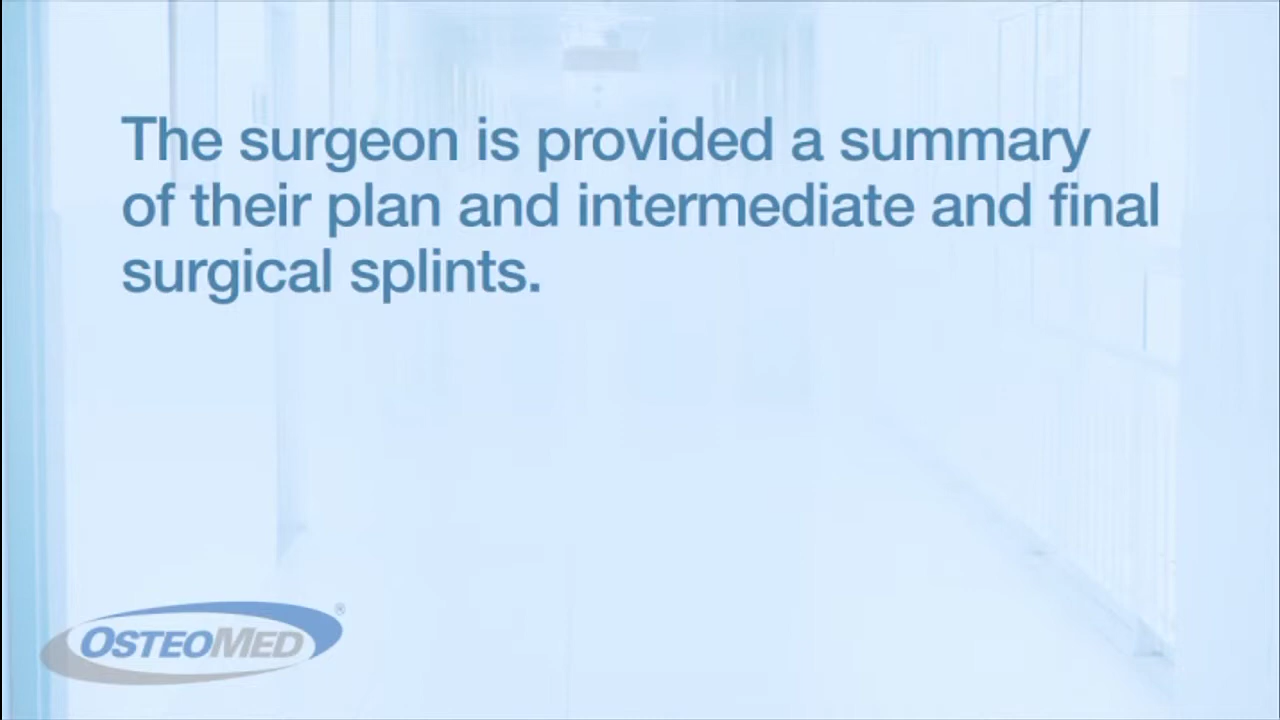 The surgeon is provided a summary
of their plan and intermediate and final
surgical splints.
OSTEOMED®